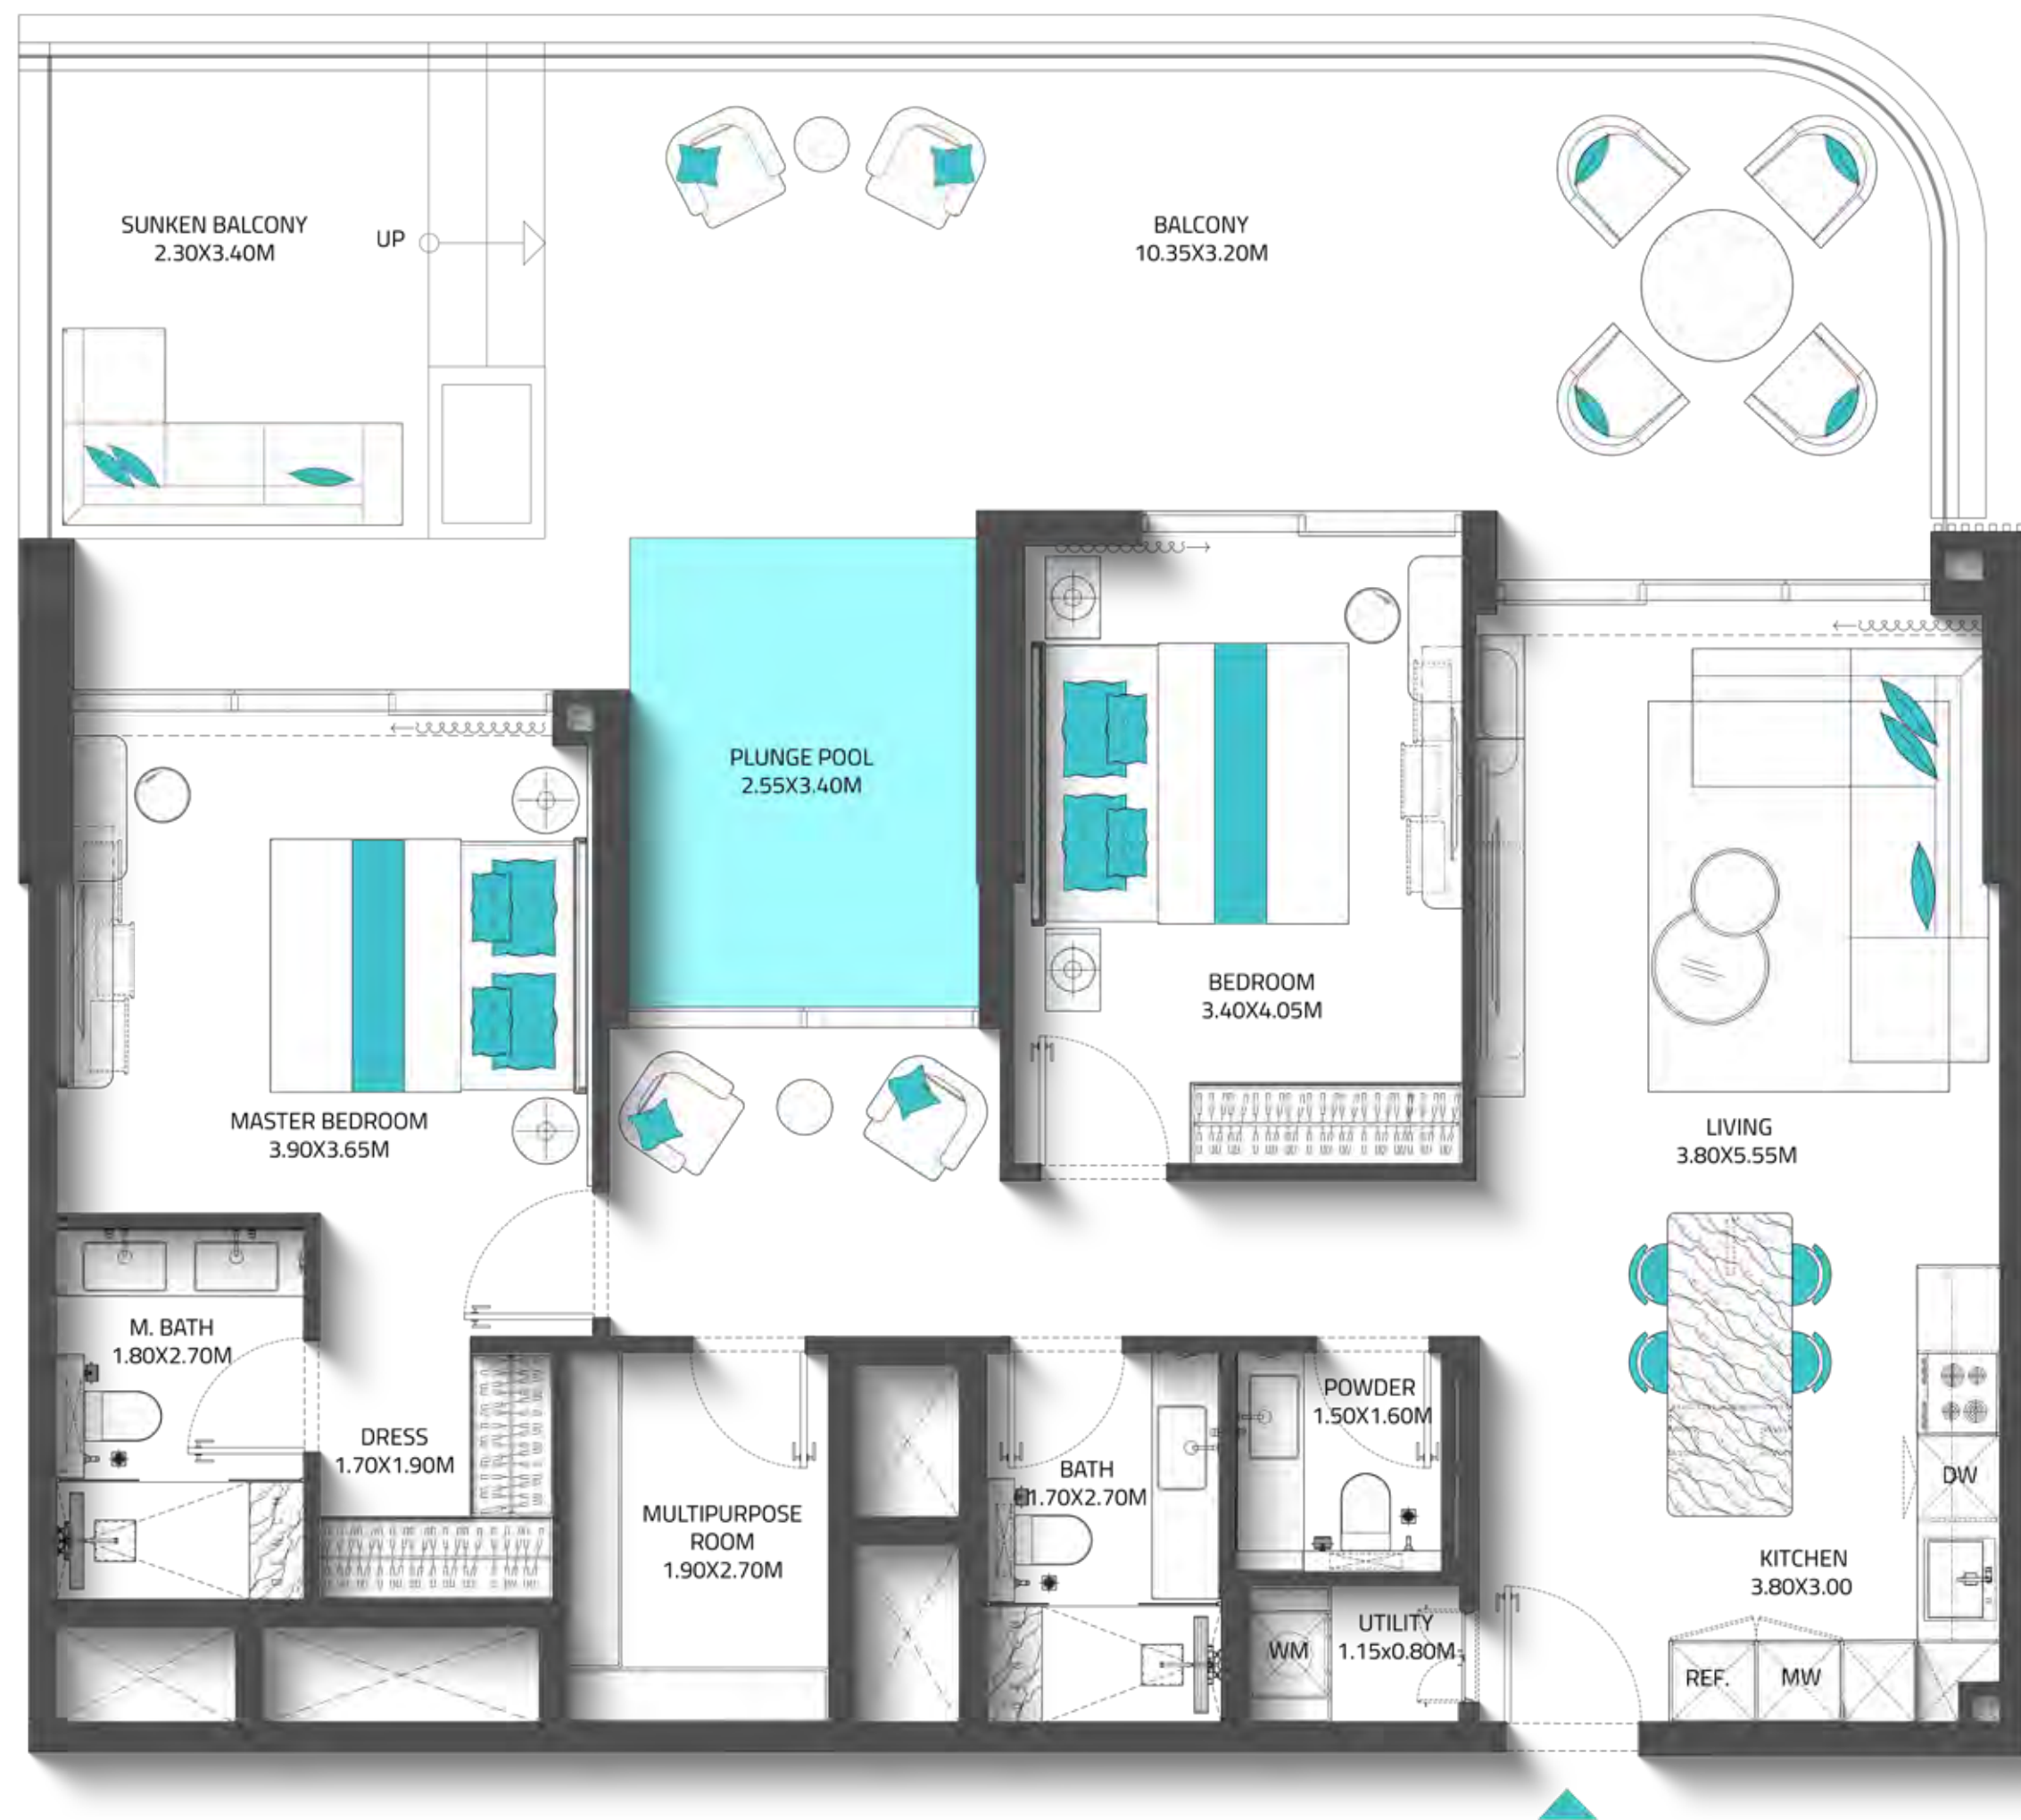 SUNKEN BALCONY
2.30X3.40M
UP
BALCONY
10.35X3.20M
PLUNGE POOL
2.55X3.40M
BEDROOM
3.40X4.05M
MASTER BEDROOM
3.90X3.65M
LIVING
3.80X5.55M
M. BATH
1.80X2.70M
DRESS
1.70X1.90M
MULTIPURPOSE
ROOM
1.90X2.70M
BATH
1.70X2.70M
POWDER
1.50X1.60M
UTILITY
1.15x0.80M
WM
DW
KITCHEN
3.80X3.00
REF.
MW